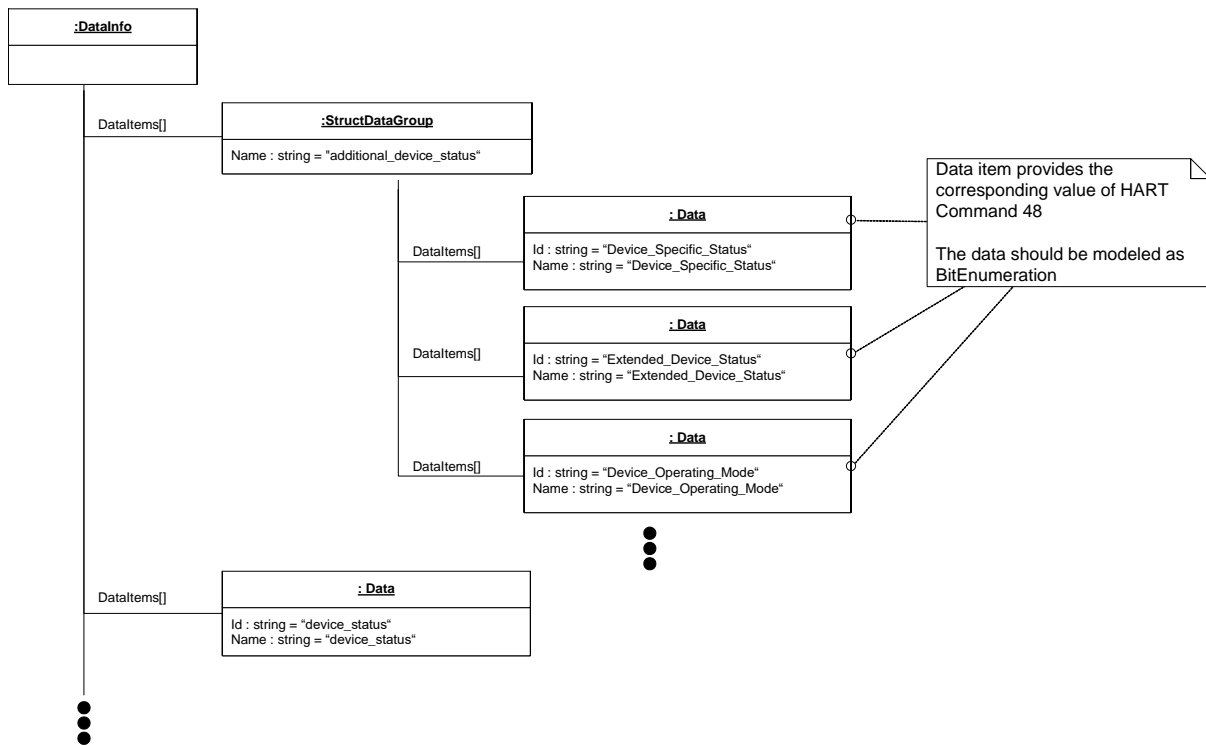 :DataInfo
DataItems[]
:StructDataGroup
Name : string = "additional_device_status“
Data item provides the
corresponding value of HART
Command 48
The data should be modeled as
BitEnumeration
: Data
DataItems[]
Id : string = “Device_Specific_Status“
Name : string = “Device_Specific_Status“
: Data
DataItems[]
Id : string = “Extended_Device_Status“
Name : string = “Extended_Device_Status“
: Data
DataItems[]
Id : string = “Device_Operating_Mode“
Name : string = “Device_Operating_Mode“
DataItems[]
: Data
Id : string = “device_status“
Name : string = “device_status“